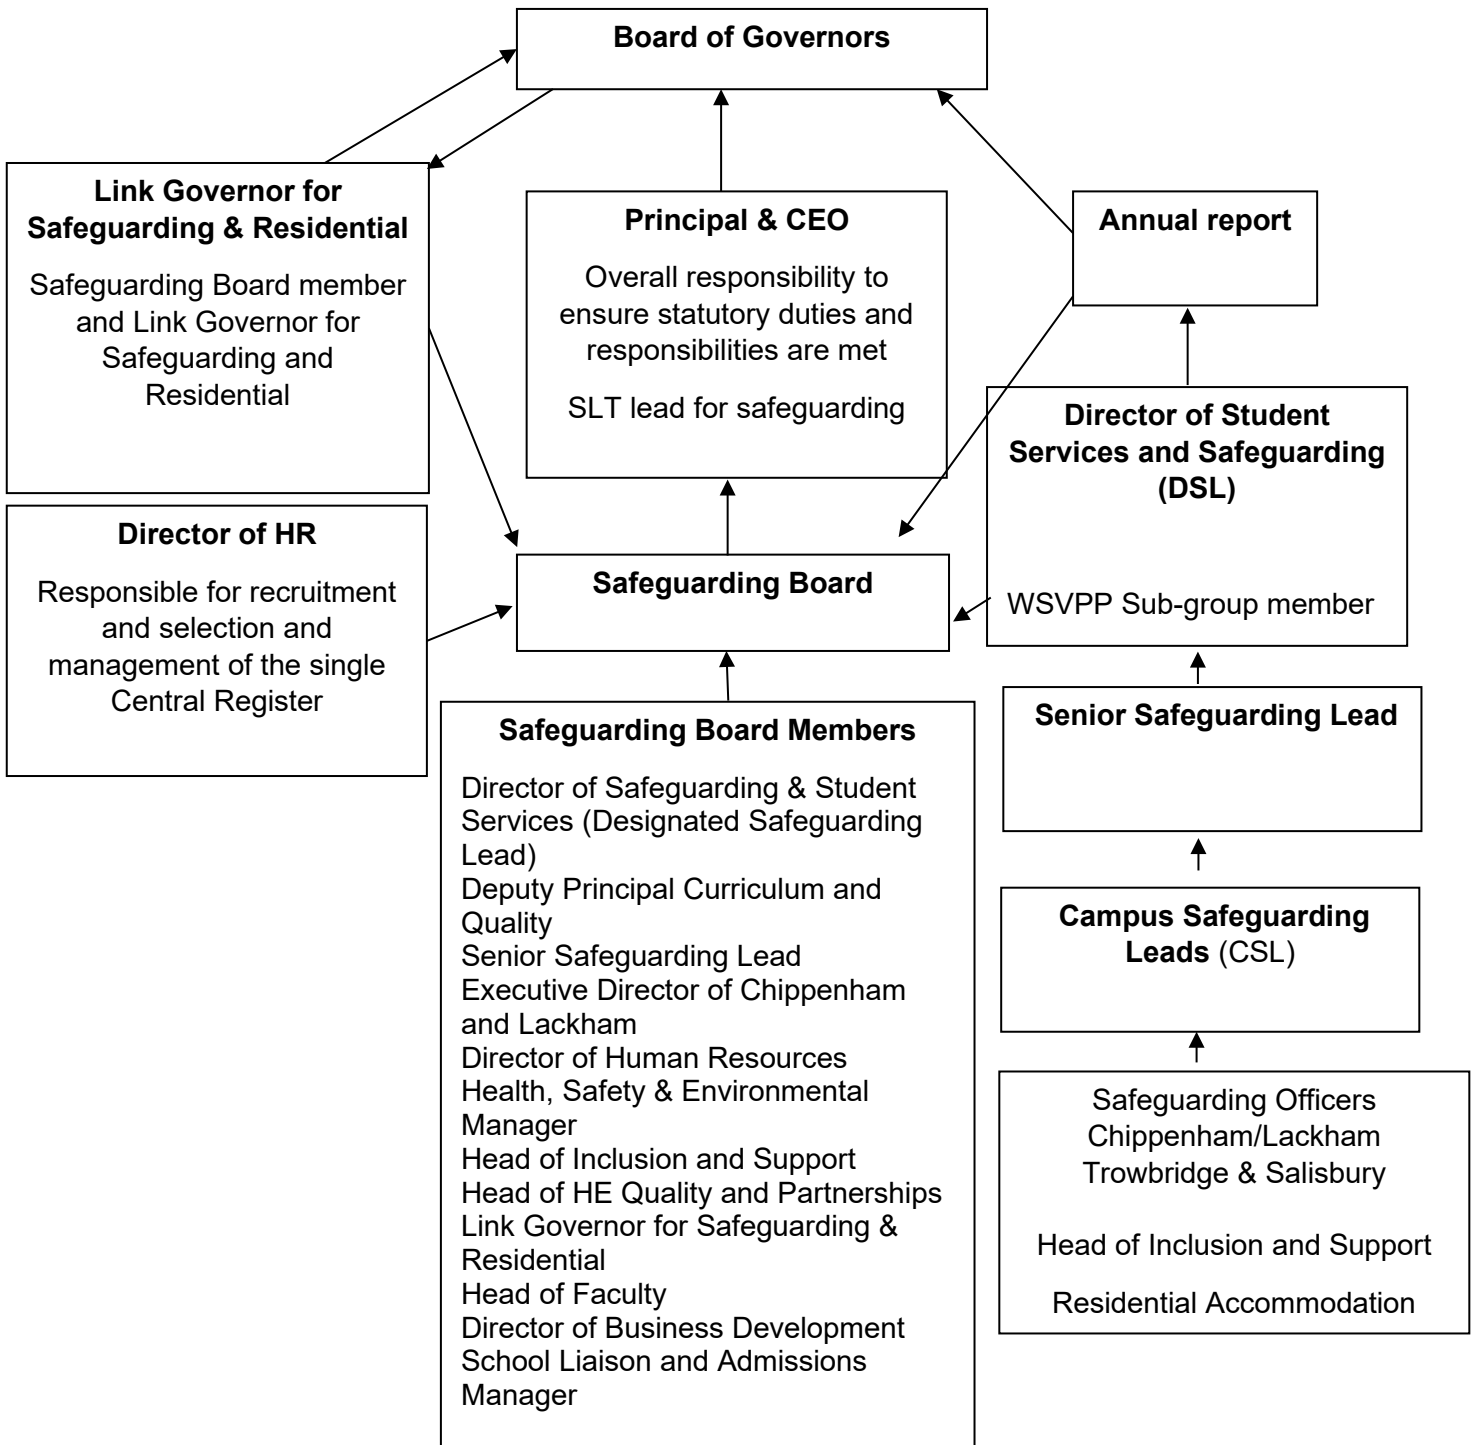 Board of Governors
Link Governor for
Safeguarding & Residential
Safeguarding Board member
and Link Governor for
Safeguarding and
Residential
Principal & CEO
Overall responsibility to
ensure statutory duties and
responsibilities are met
SLT lead for safeguarding
Annual report
Director of Student
Services and Safeguarding
(DSL)
WSVPP Sub-group member
Director of HR
Responsible for recruitment
and selection and
management of the single
Central Register
Safeguarding Board
Safeguarding Board Members
Director of Safeguarding & Student
Services (Designated Safeguarding
Lead)
Deputy Principal Curriculum and
Quality
Senior Safeguarding Lead
Executive Director of Chippenham
and Lackham
Director of Human Resources
Health, Safety & Environmental
Manager
Head of Inclusion and Support
Head of HE Quality and Partnerships
Link Governor for Safeguarding &
Residential
Head of Faculty
Director of Business Development
School Liaison and Admissions
Manager
Senior Safeguarding Lead
Campus Safeguarding
Leads (CSL)
Safeguarding Officers
Chippenham/Lackham
Trowbridge & Salisbury
Head of Inclusion and Support
Residential Accommodation